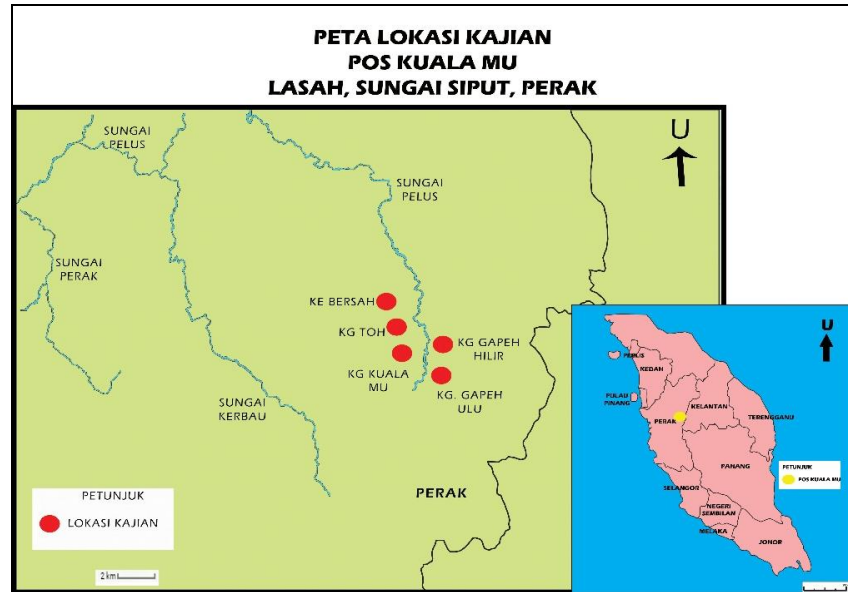 PETA LOKASI KAJIAN
POS KUALA MU
LASAH, SUNGAI SIPUT, PERAK
U
SUNGAI
PELUS
SUNGAI
PELUS
SUNGAI
PERAK
KE BERSAH
KG TOH
KG GAPEH
HILIR
KG KUALA
MU
KG. GAPEH
ULU
SUNGAI
KERBAU
PERAK
PETUNJUK
LOKASI KAJIAN
2 km
U
PERLIS
KEDAH
PULAU
PINANG
KELANTAN
TERENGGANU
PERAK
PAHANG
PETUNJUK
POS KUALA MU
SELANGOR
NEGERI
SEMBILAN
MELAKA
JOHOR